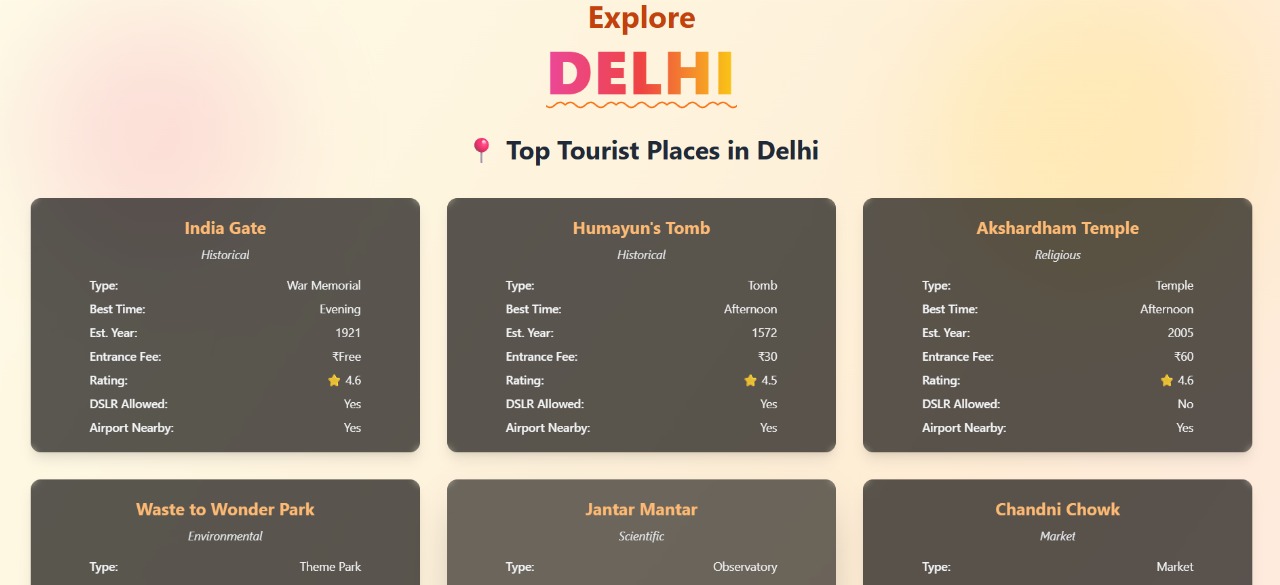 Explore
DELHI
📍 Top Tourist Places in Delhi
India Gate
Historical
Type: War Memorial
Best Time: Evening
Est. Year: 1921
Entrance Fee: ₹Free
Rating: ⭐ 4.6
DSLR Allowed: Yes
Airport Nearby: Yes
Humayun's Tomb
Historical
Type: Tomb
Best Time: Afternoon
Est. Year: 1572
Entrance Fee: ₹30
Rating: ⭐ 4.5
DSLR Allowed: Yes
Airport Nearby: Yes
Akshardham Temple
Religious
Type: Temple
Best Time: Afternoon
Est. Year: 2005
Entrance Fee: ₹60
Rating: ⭐ 4.6
DSLR Allowed: No
Airport Nearby: Yes
Waste to Wonder Park
Environmental
Type: Theme Park
Jantar Mantar
Scientific
Type: Observatory
Chandni Chowk
Market
Type: Market